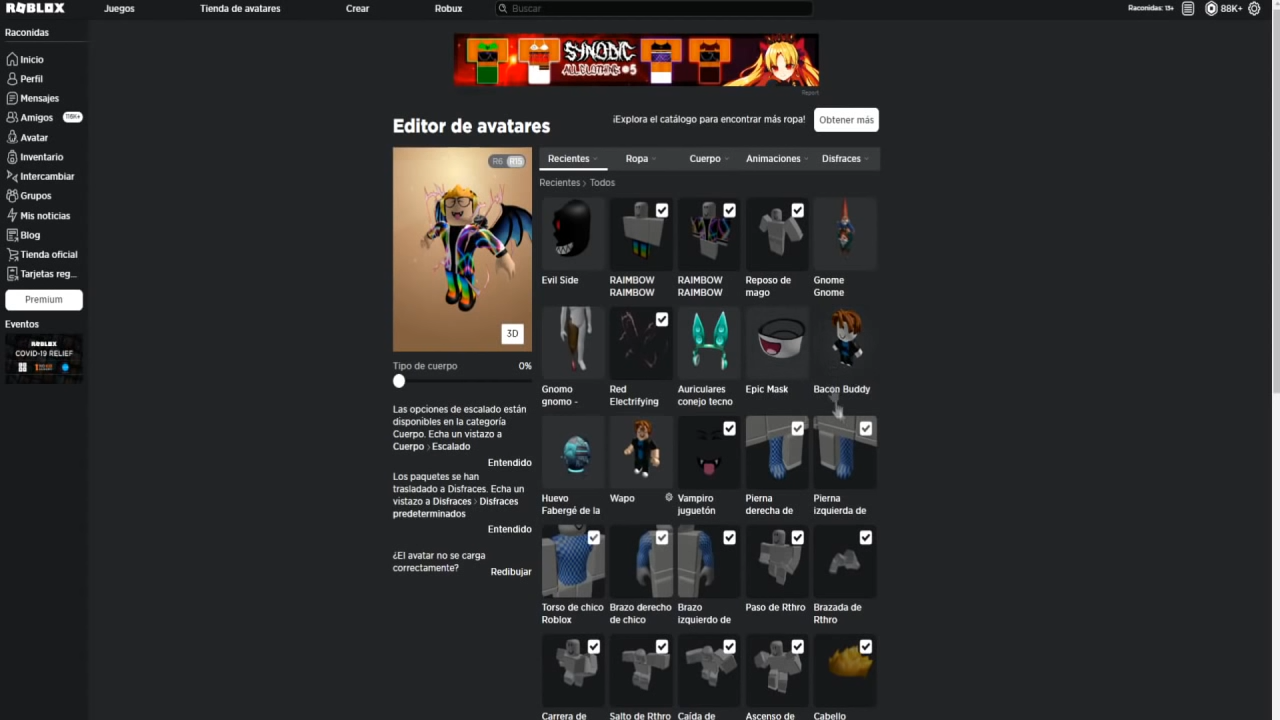 ROBLOX
Juegos
Tienda de avatares
Crear
Robux
Buscar
Raconidas: 13+
88K+
Raconidas
Inicio
Perfil
Mensajes
Amigos
118K+
Avatar
Inventario
Intercambiar
Grupos
Mis noticias
Blog
Tienda oficial
Tarjetas reg...
Premium
Eventos
ROBLOX
COVID-19 RELIEF
SYNODIC
ALL CLOTHING #5
Report
Editor de avatares
¡Explora el catálogo para encontrar más ropa!
Obtener más
R6 R15
3D
Tipo de cuerpo
0%
Las opciones de escalado están
disponibles en la categoría
Cuerpo. Echa un vistazo a
Cuerpo > Escalado
Entendido
Los paquetes se han
trasladado a Disfraces. Echa un
vistazo a Disfraces > Disfraces
predeterminados
Entendido
¿El avatar no se carga
correctamente?
Redibujar
Recientes
Ropa
Cuerpo
Animaciones
Disfraces
Recientes > Todos
Evil Side
RAIMBOW
RAIMBOW
RAIMBOW
RAIMBOW
Reposo de
mago
Gnome
Gnome
Gnomo
gnomo -
Red
Electrifying
Auriculares
conejo tecno
Epic Mask
Bacon Buddy
Huevo
Fabergé de la
Wapo
Vampiro
juguetón
Pierna
derecha de
Pierna
izquierda de
Torso de chico
Roblox
Brazo derecho
de chico
Brazo
izquierdo de
Paso de Rthro
Brazada de
Rthro
Carrera de
Salto de Rthro
Caída de
Ascenso de
Cabello